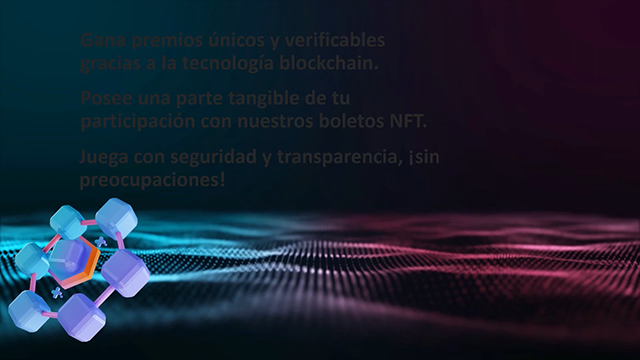 Gana premios únicos y verificables
gracias a la tecnología blockchain.
Posee una parte tangible de tu
participación con nuestros boletos NFT.
Juega con seguridad y transparencia, ¡sin
preocupaciones!